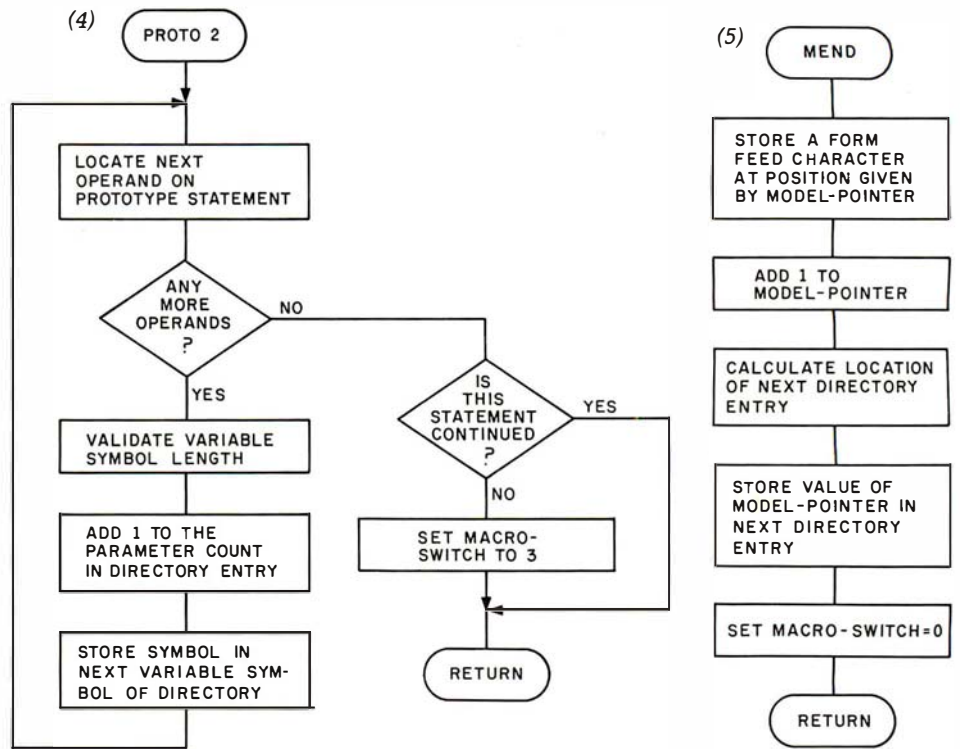 (4)
PROTO 2
LOCATE NEXT
OPERAND ON
PROTOTYPE STATEMENT
ANY
MORE
OPERANDS
?
NO
YES
VALIDATE VARIABLE
SYMBOL LENGTH
ADD 1 TO THE
PARAMETER COUNT
IN DIRECTORY ENTRY
STORE SYMBOL IN
NEXT VARIABLE SYM-
BOL OF DIRECTORY
IS
THIS
STATEMENT
CONTINUED
?
YES
NO
SET MACRO-
SWITCH TO 3
RETURN
(5)
MEND
STORE A FORM
FEED CHARACTER
AT POSITION GIVEN
BY MODEL-POINTER
ADD 1 TO
MODEL-POINTER
CALCULATE LOCATION
OF NEXT DIRECTORY
ENTRY
STORE VALUE OF
MODEL-POINTER IN
NEXT DIRECTORY
ENTRY
SET MACRO-SWITCH=0
RETURN